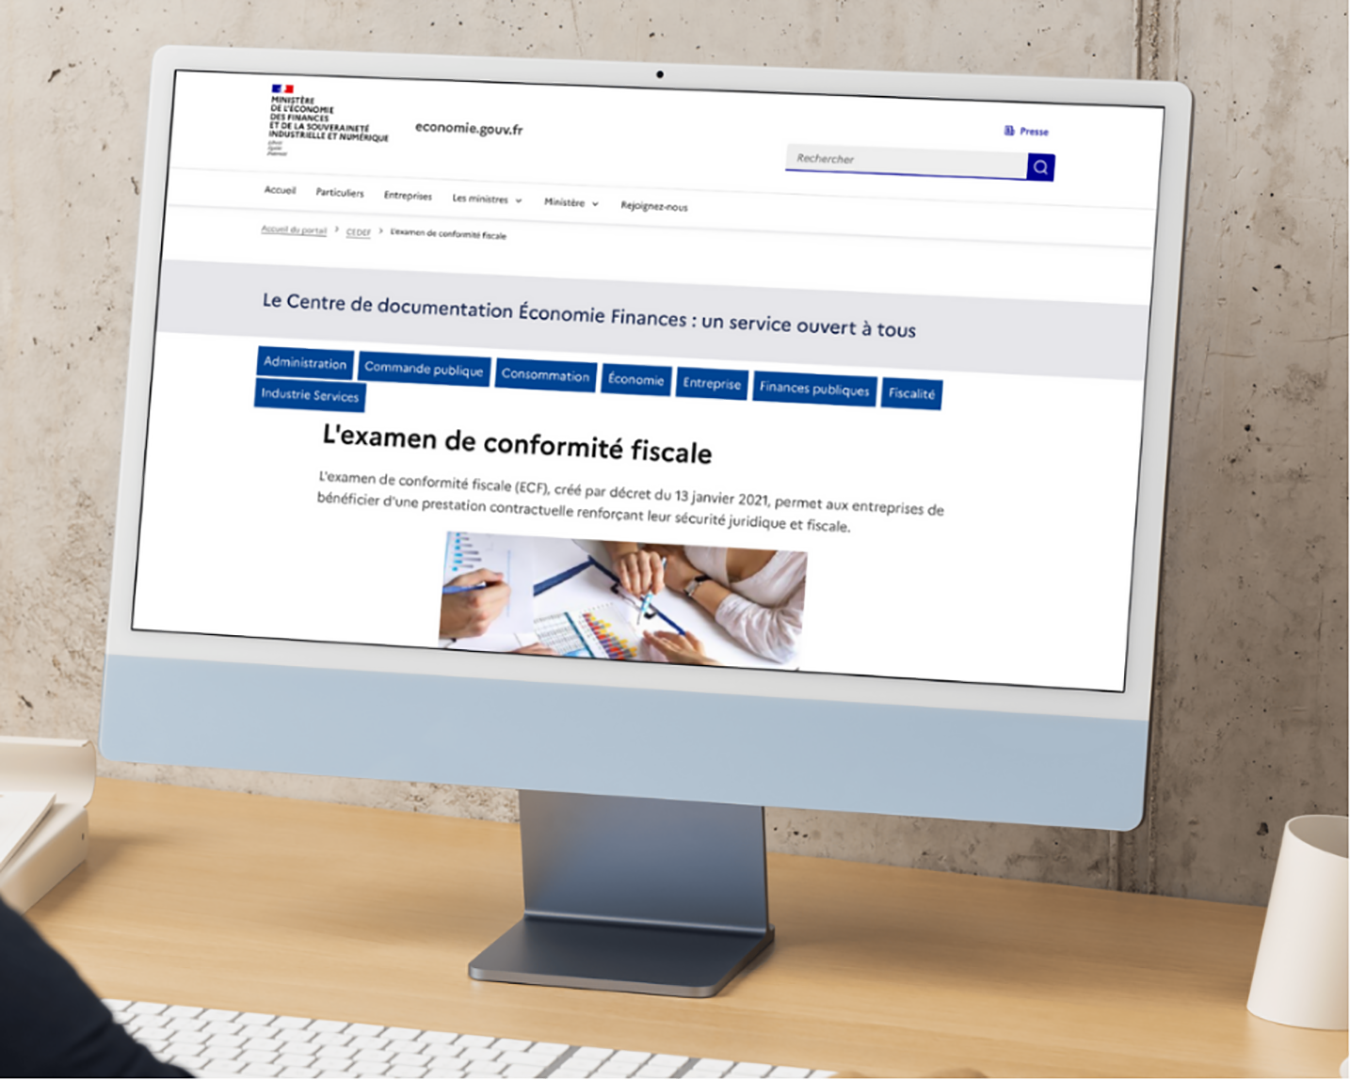 MINISTÈRE
DE L'ÉCONOMIE
DES FINANCES
ET DE LA SOUVERAINETÉ
INDUSTRIELLE ET NUMÉRIQUE
economie.gouv.fr
Presse
Rechercher
Accueil Particuliers Entreprises Les ministres Ministère Rejoignez-nous
Accueil du portail > CEDEF > L'examen de conformité fiscale
Le Centre de documentation Économie Finances : un service ouvert à tous
Administration Commande publique Consommation Économie Entreprise Finances publiques Fiscalité
Industrie Services
L'examen de conformité fiscale
L'examen de conformité fiscale (ECF), créé par décret du 13 janvier 2021, permet aux entreprises de
bénéficier d'une prestation contractuelle renforçant leur sécurité juridique et fiscale.